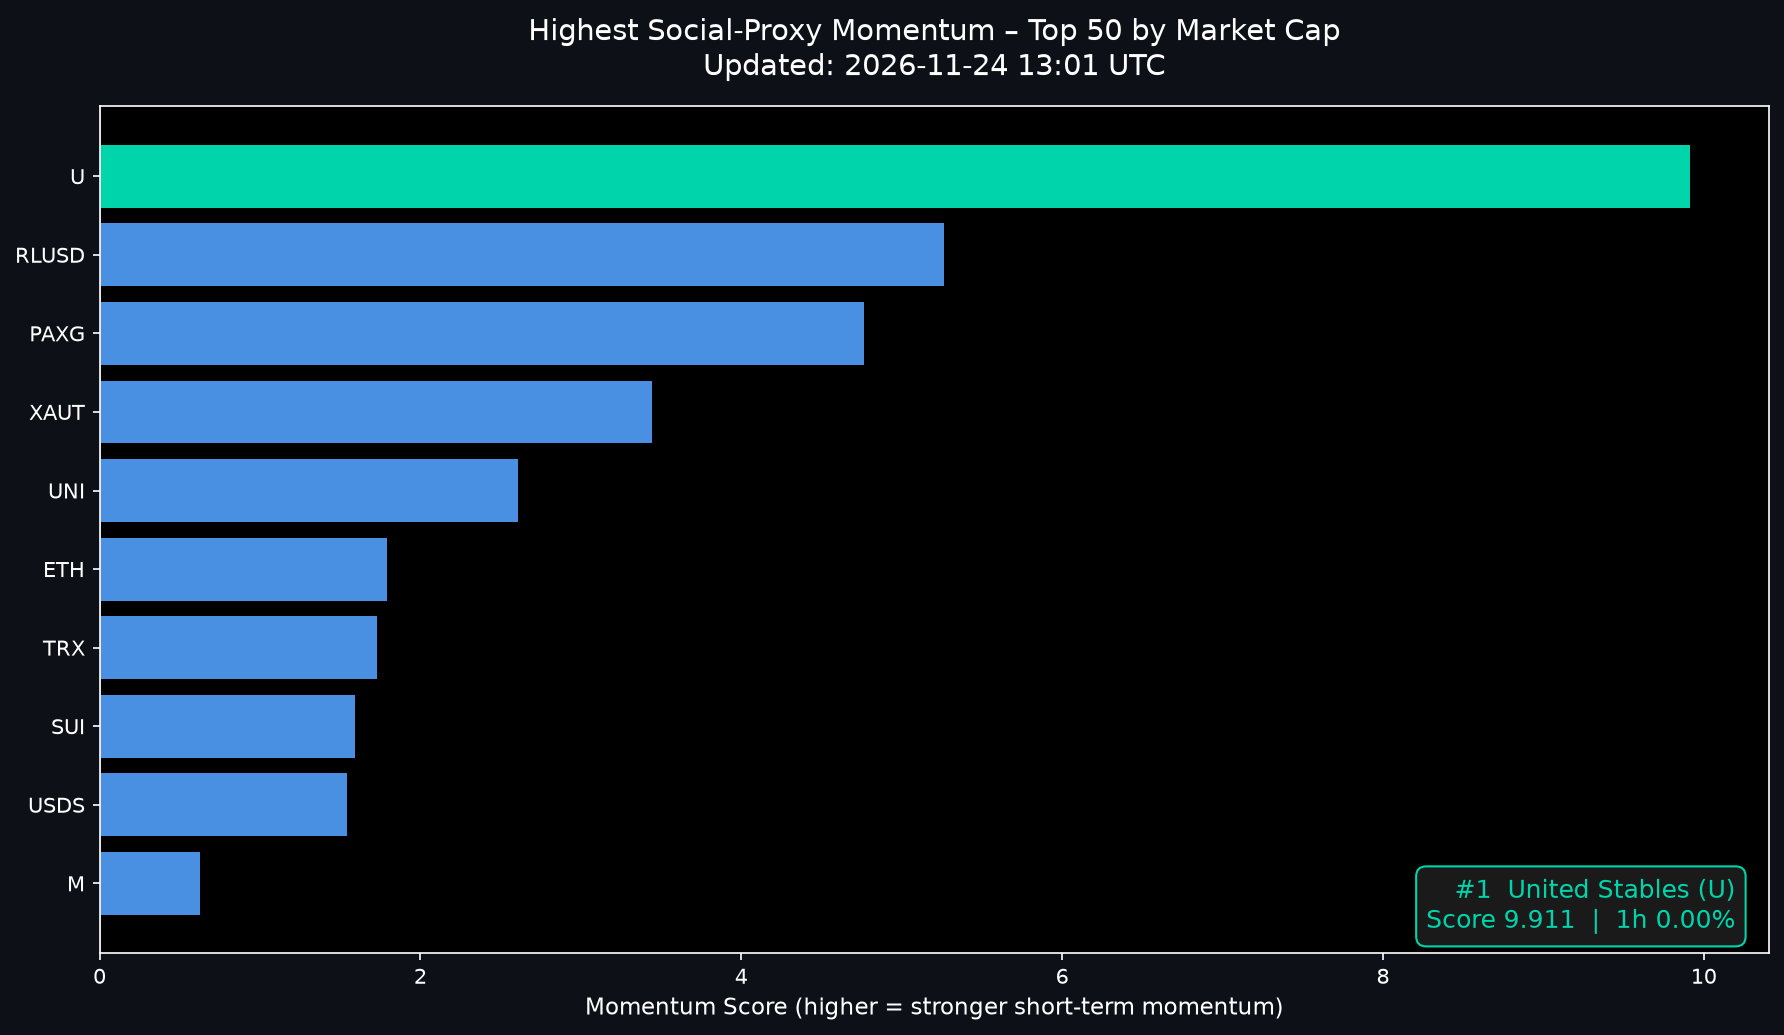 Highest Social-Proxy Momentum – Top 50 by Market Cap
Updated: 2026-11-24 13:01 UTC
U
RLUSD
PAXG
XAUT
UNI
ETH
TRX
SUI
USDS
M
#1  United Stables (U)
Score 9.911  |  1h 0.00%
0 2 4 6 8 10
Momentum Score (higher = stronger short-term momentum)